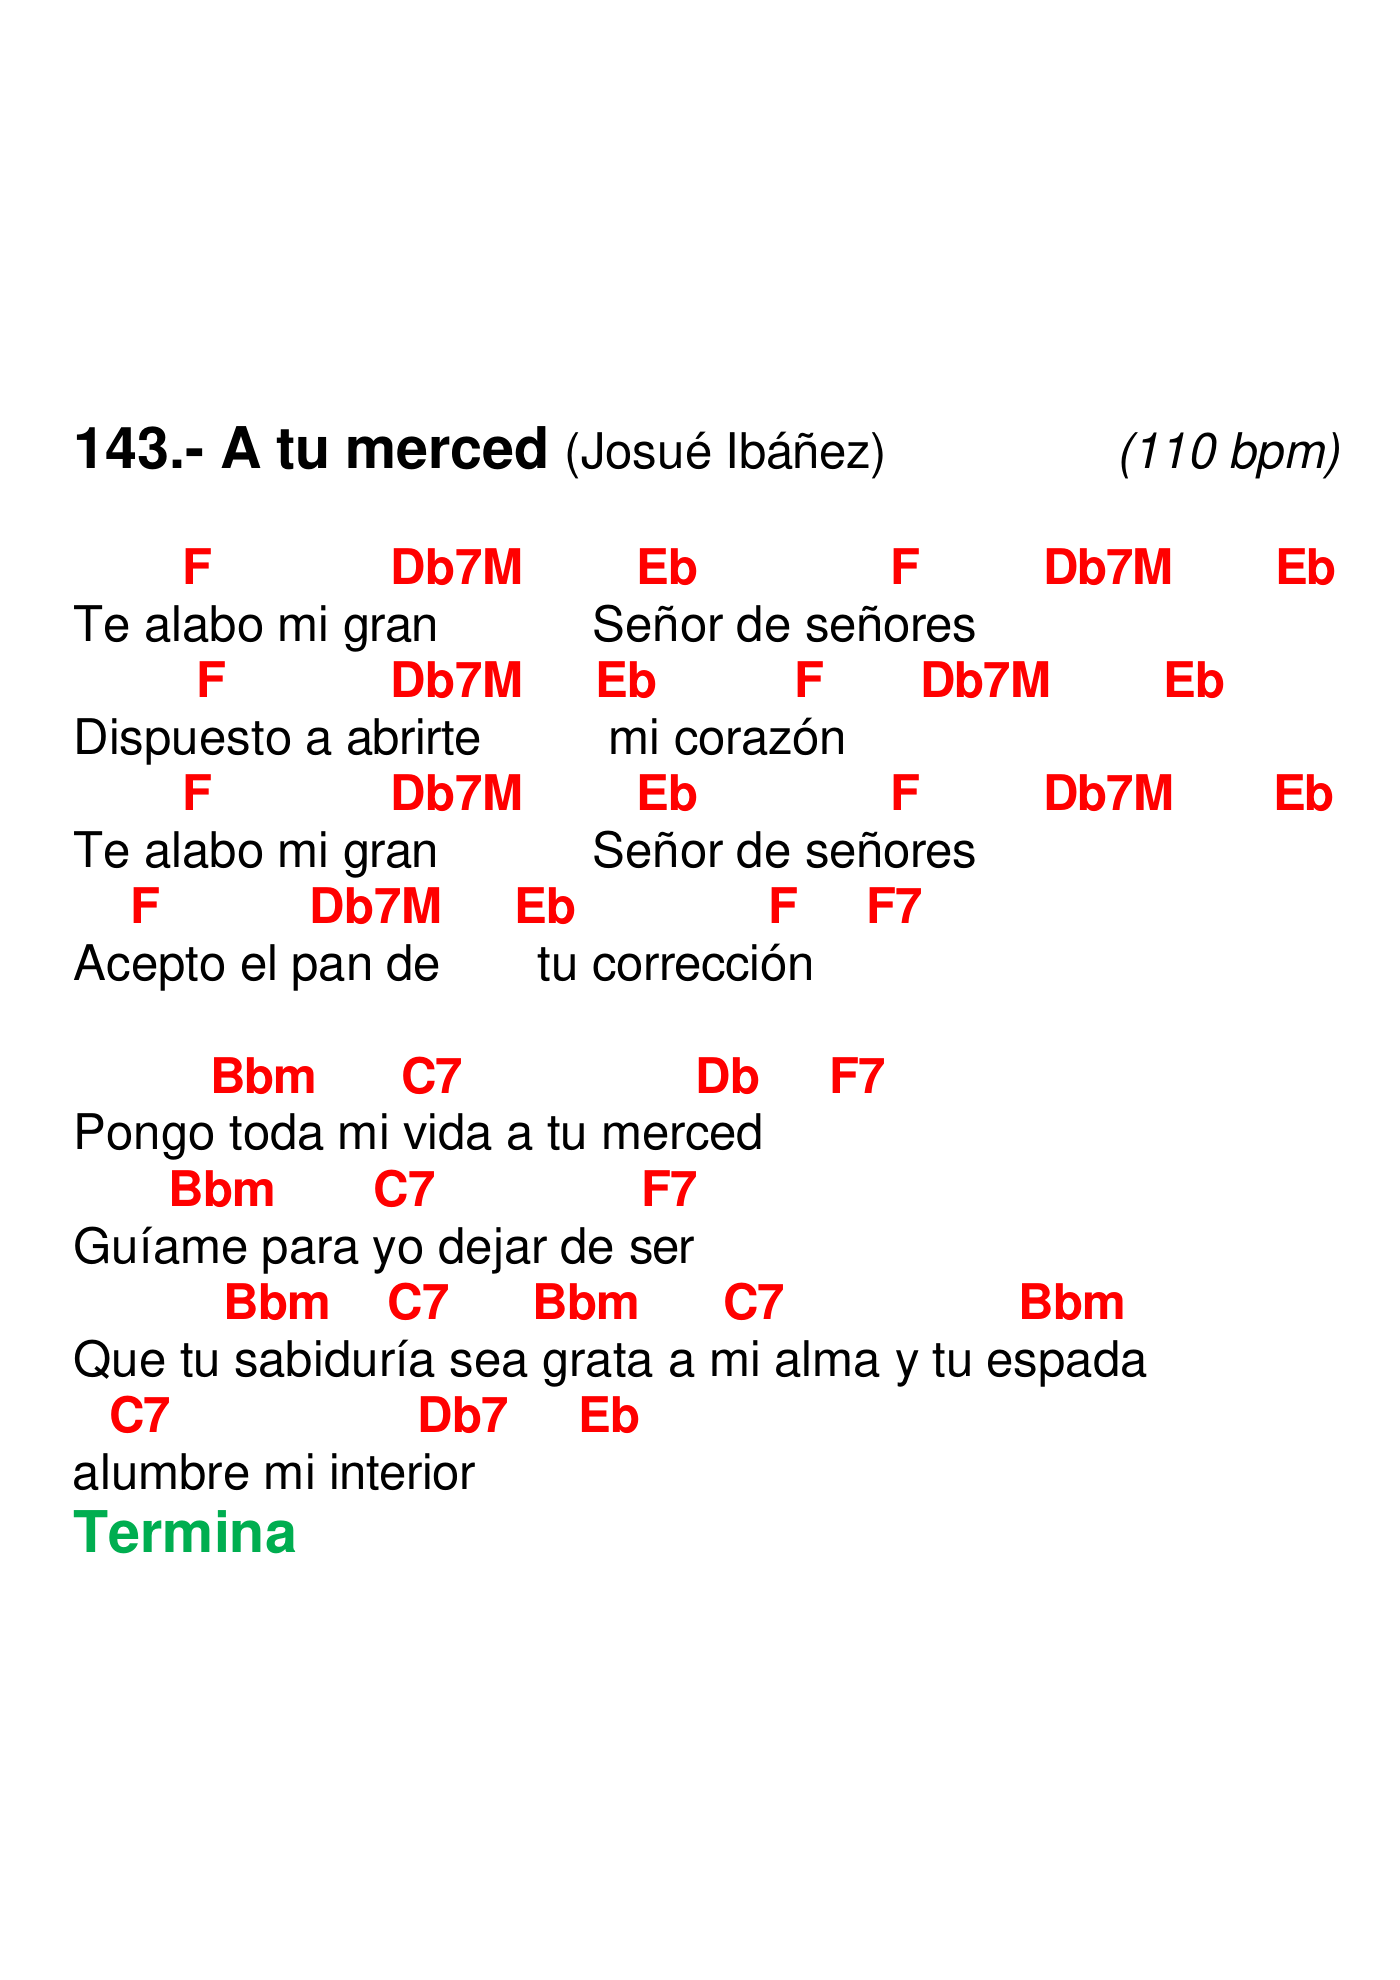 143.- A tu merced (Josué Ibáñez) (110 bpm)
F Db7M Eb F Db7M Eb
Te alabo mi gran Señor de señores
F Db7M Eb F Db7M Eb
Dispuesto a abrirte mi corazón
F Db7M Eb F Db7M Eb
Te alabo mi gran Señor de señores
F Db7M Eb F F7
Acepto el pan de tu corrección
Bbm C7 Db F7
Pongo toda mi vida a tu merced
Bbm C7 F7
Guíame para yo dejar de ser
Bbm C7 Bbm C7 Bbm
Que tu sabiduría sea grata a mi alma y tu espada
C7 Db7 Eb
alumbre mi interior
Termina